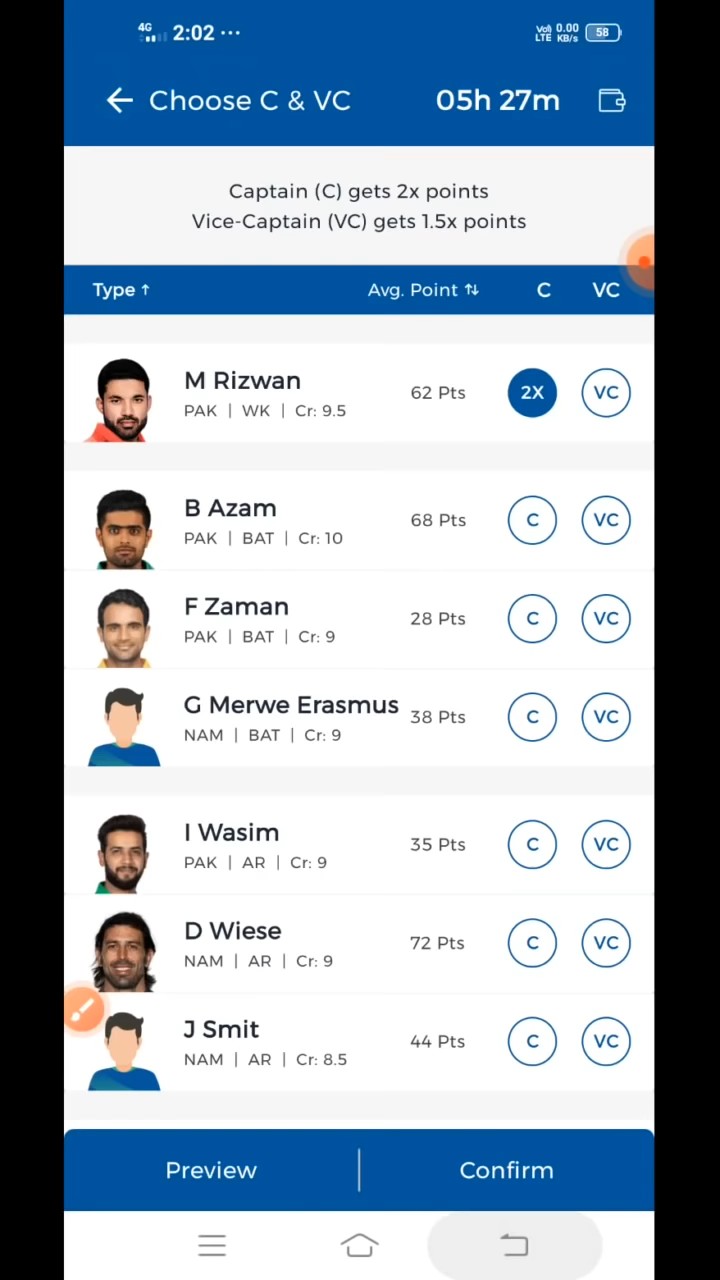 4G 2:02 ··· Vo) 0.00 58
LTE KB/s
Choose C & VC 05h 27m
Captain (C) gets 2x points
Vice-Captain (VC) gets 1.5x points
Type ↑ Avg. Point ↑↓ C VC
M Rizwan 62 Pts 2X VC
PAK | WK | Cr: 9.5
B Azam 68 Pts C VC
PAK | BAT | Cr: 10
F Zaman 28 Pts C VC
PAK | BAT | Cr: 9
G Merwe Erasmus 38 Pts C VC
NAM | BAT | Cr: 9
I Wasim 35 Pts C VC
PAK | AR | Cr: 9
D Wiese 72 Pts C VC
NAM | AR | Cr: 9
J Smit 44 Pts C VC
NAM | AR | Cr: 8.5
Preview | Confirm